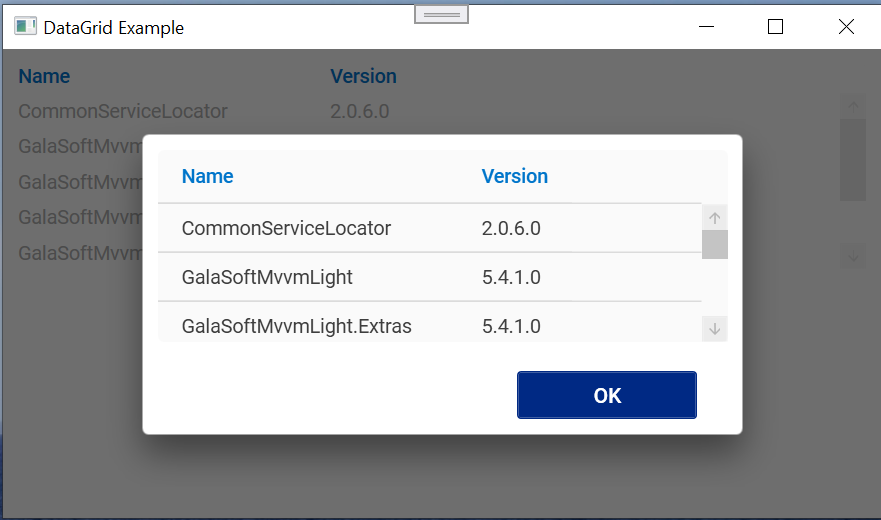 DataGrid Example
Name Version
CommonServiceLocator 2.0.6.0
GalaSoftMvvm
GalaSoftMvvm
GalaSoftMvvm
GalaSoftMvvm
Name Version
CommonServiceLocator 2.0.6.0
GalaSoftMvvmLight 5.4.1.0
GalaSoftMvvmLight.Extras 5.4.1.0
OK